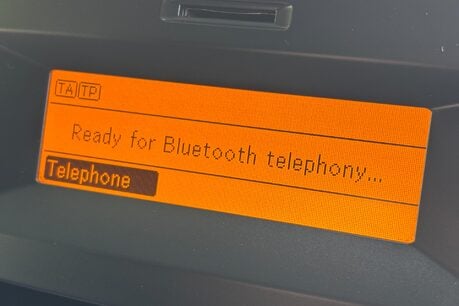 TA TP
Ready for Bluetooth telephony...
Telephone